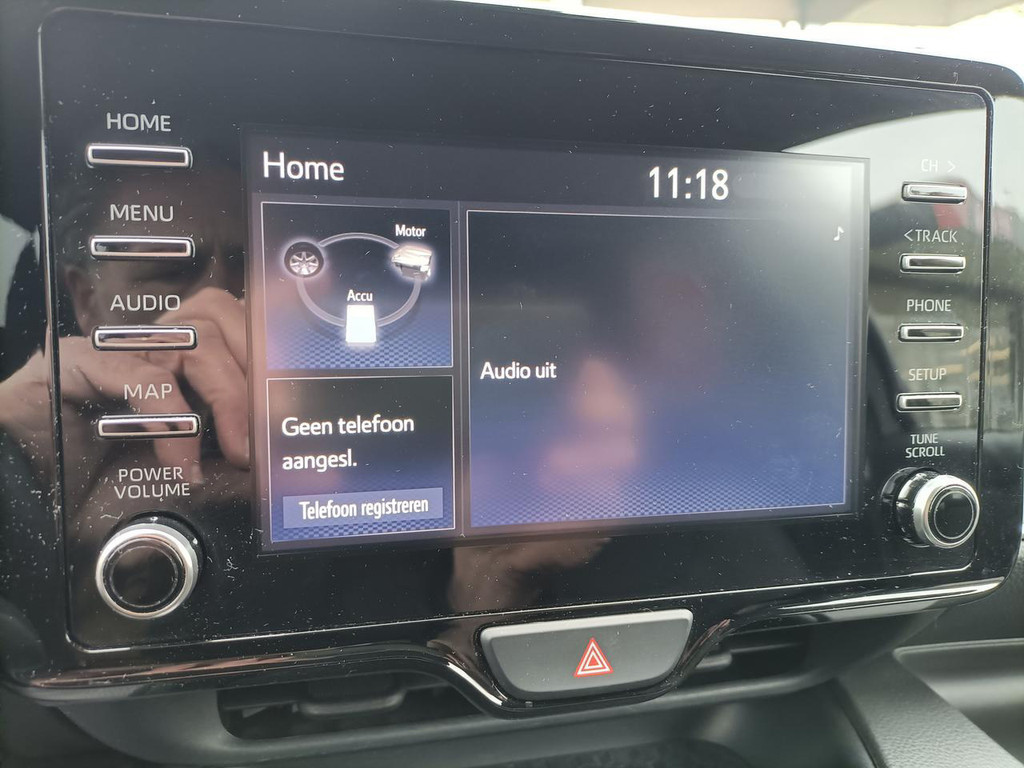 HOME
MENU
AUDIO
MAP
POWER
VOLUME
Home
11:18
Motor
Accu
Geen telefoon
aangesl.
Telefoon registreren
Audio uit
CH >
< TRACK
PHONE
SETUP
TUNE
SCROLL